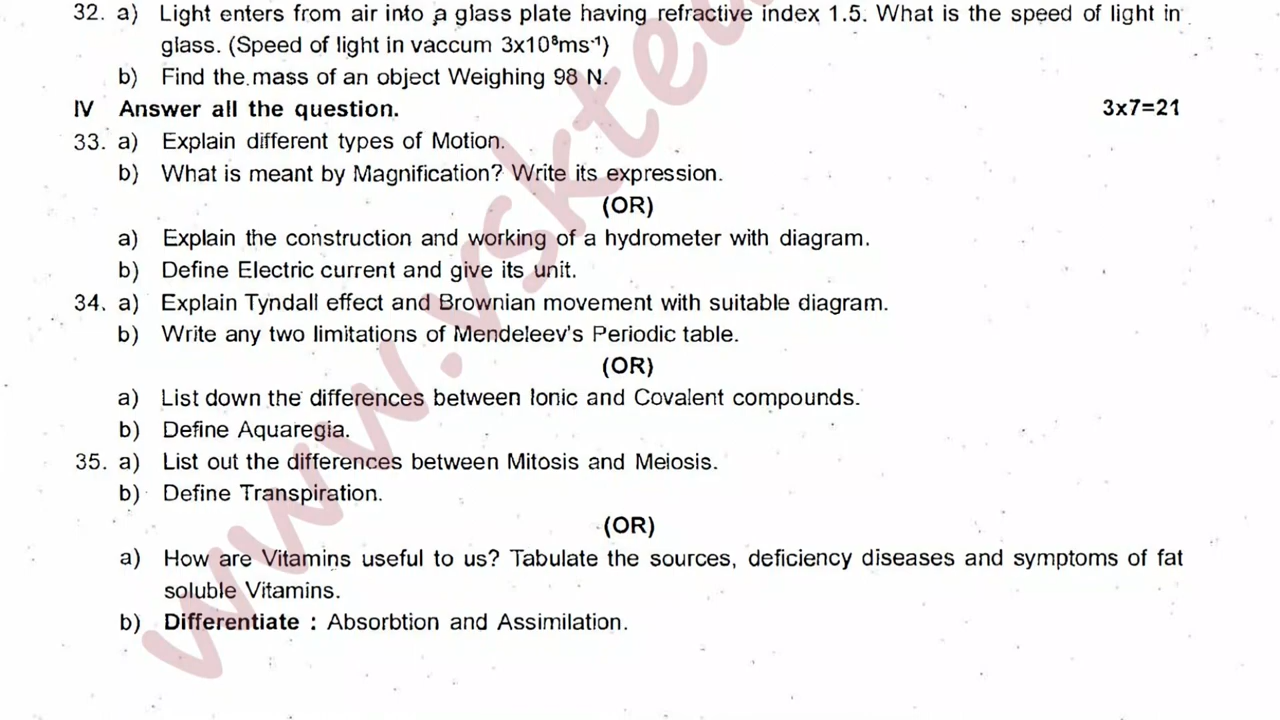 32. a) Light enters from air into a glass plate having refractive index 1.5. What is the speed of light in
glass. (Speed of light in vaccum 3x10⁸ms⁻¹)
b) Find the mass of an object Weighing 98 N.
IV Answer all the question. 3x7=21
33. a) Explain different types of Motion.
b) What is meant by Magnification? Write its expression.
(OR)
a) Explain the construction and working of a hydrometer with diagram.
b) Define Electric current and give its unit.
34. a) Explain Tyndall effect and Brownian movement with suitable diagram.
b) Write any two limitations of Mendeleev's Periodic table.
(OR)
a) List down the differences between Ionic and Covalent compounds.
b) Define Aquaregia.
35. a) List out the differences between Mitosis and Meiosis.
b) Define Transpiration.
(OR)
a) How are Vitamins useful to us? Tabulate the sources, deficiency diseases and symptoms of fat
soluble Vitamins.
b) Differentiate : Absorbtion and Assimilation.